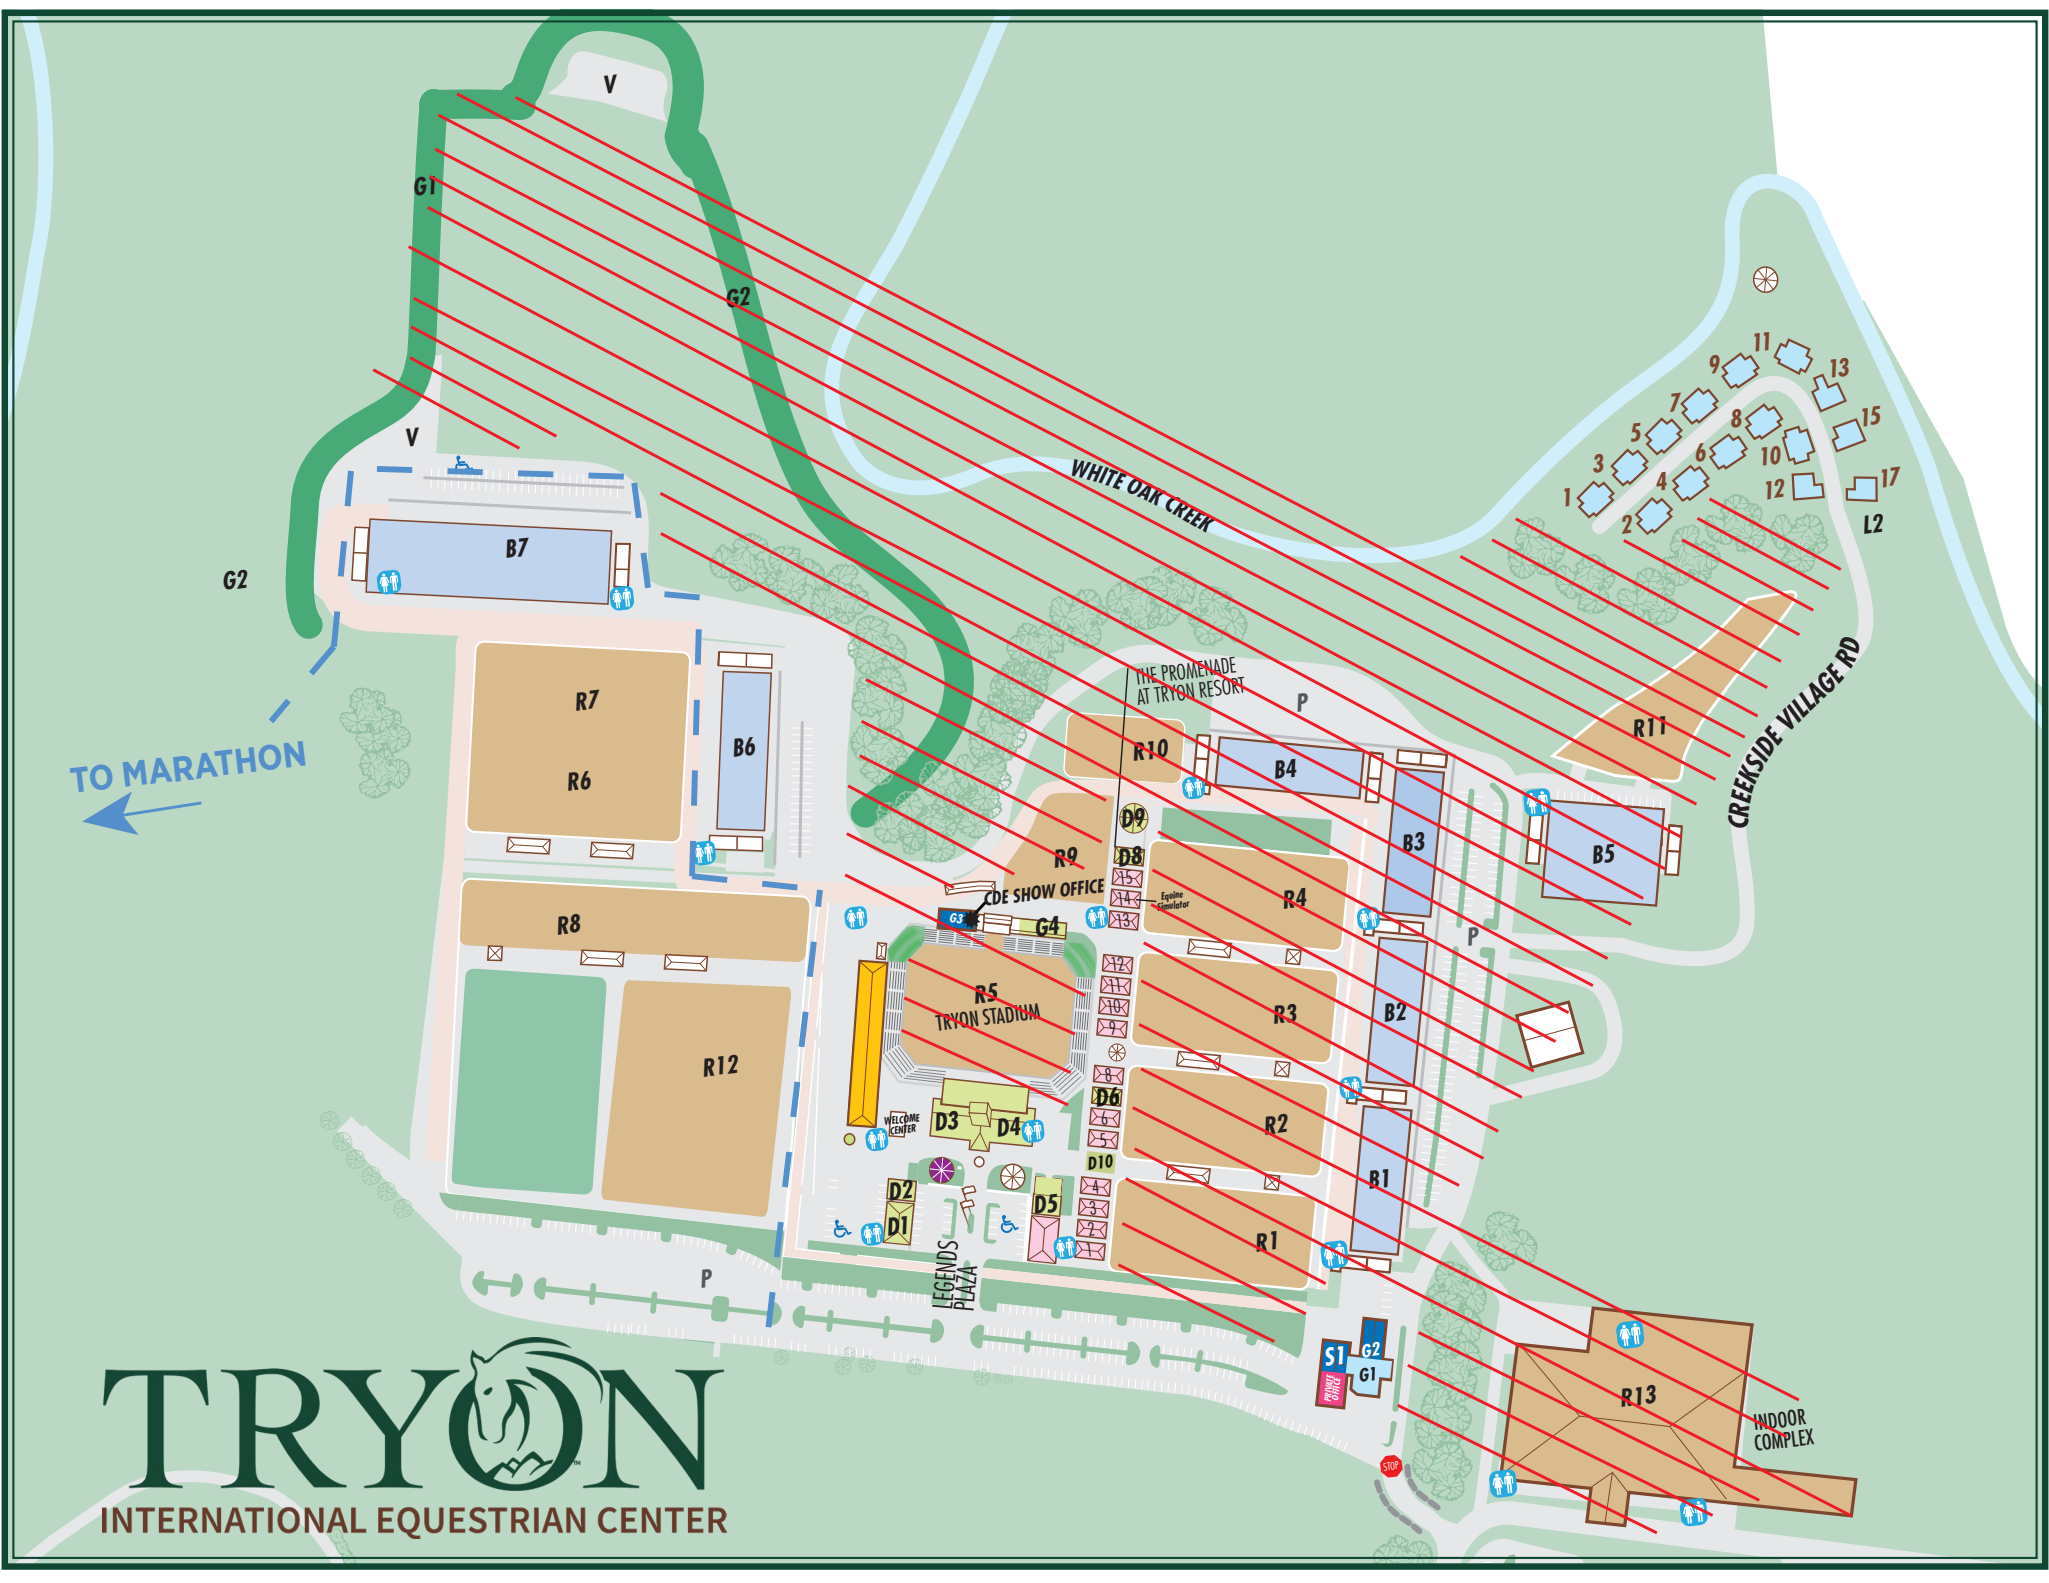 V
G1
G2
11
9
13
7
8
15
5
6
10
3
4
12
17
1
2
L2
V
WHITE OAK CREEK
B7
G2
THE PROMENADE
AT TRYON RESORT
P
R7
R11
CREEKSIDE VILLAGE RD
B6
R10
B4
TO MARATHON
R6
D9
B3
B5
R9
D8
15
CDE SHOW OFFICE
14
Equine
Simulator
R4
G3
G4
13
R8
P
12
R5
TRYON STADIUM
11
10
9
R3
B2
R12
8
D6
6
5
R2
WELCOME
CENTER
D3
D4
D10
B1
D2
D1
D5
4
3
2
1
R1
LEGENDS
PLAZA
P
S1
G2
G1
PRIVATE
OFFICE
R13
INDOOR
COMPLEX
STOP
TRYON
TM
INTERNATIONAL EQUESTRIAN CENTER